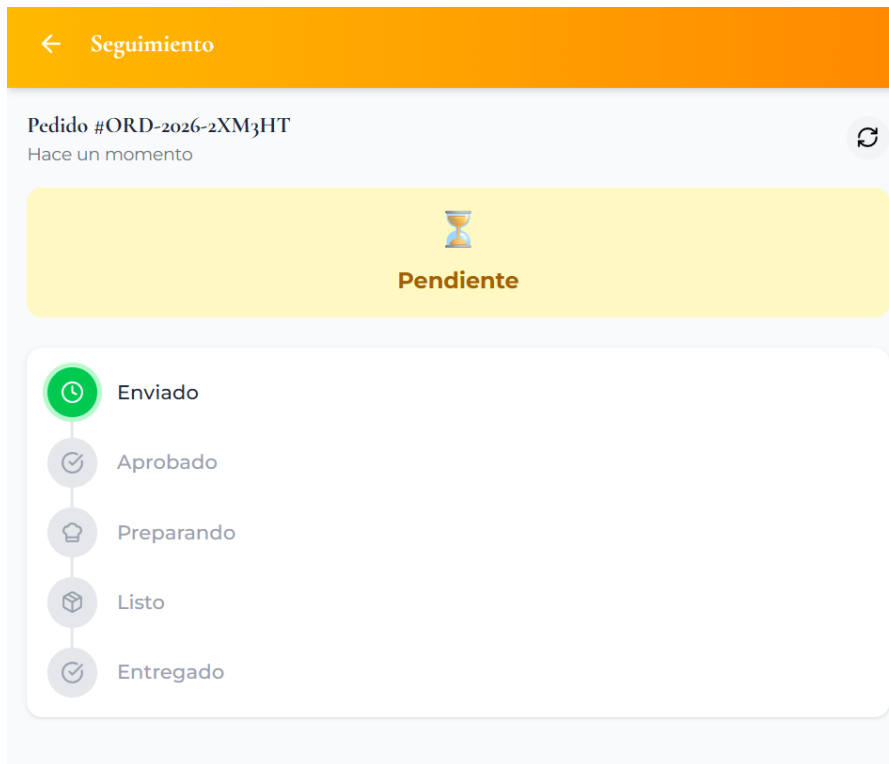 Seguimiento
Pedido #ORD-2026-2XM3HT
Hace un momento
Pendiente
Enviado
Aprobado
Preparando
Listo
Entregado